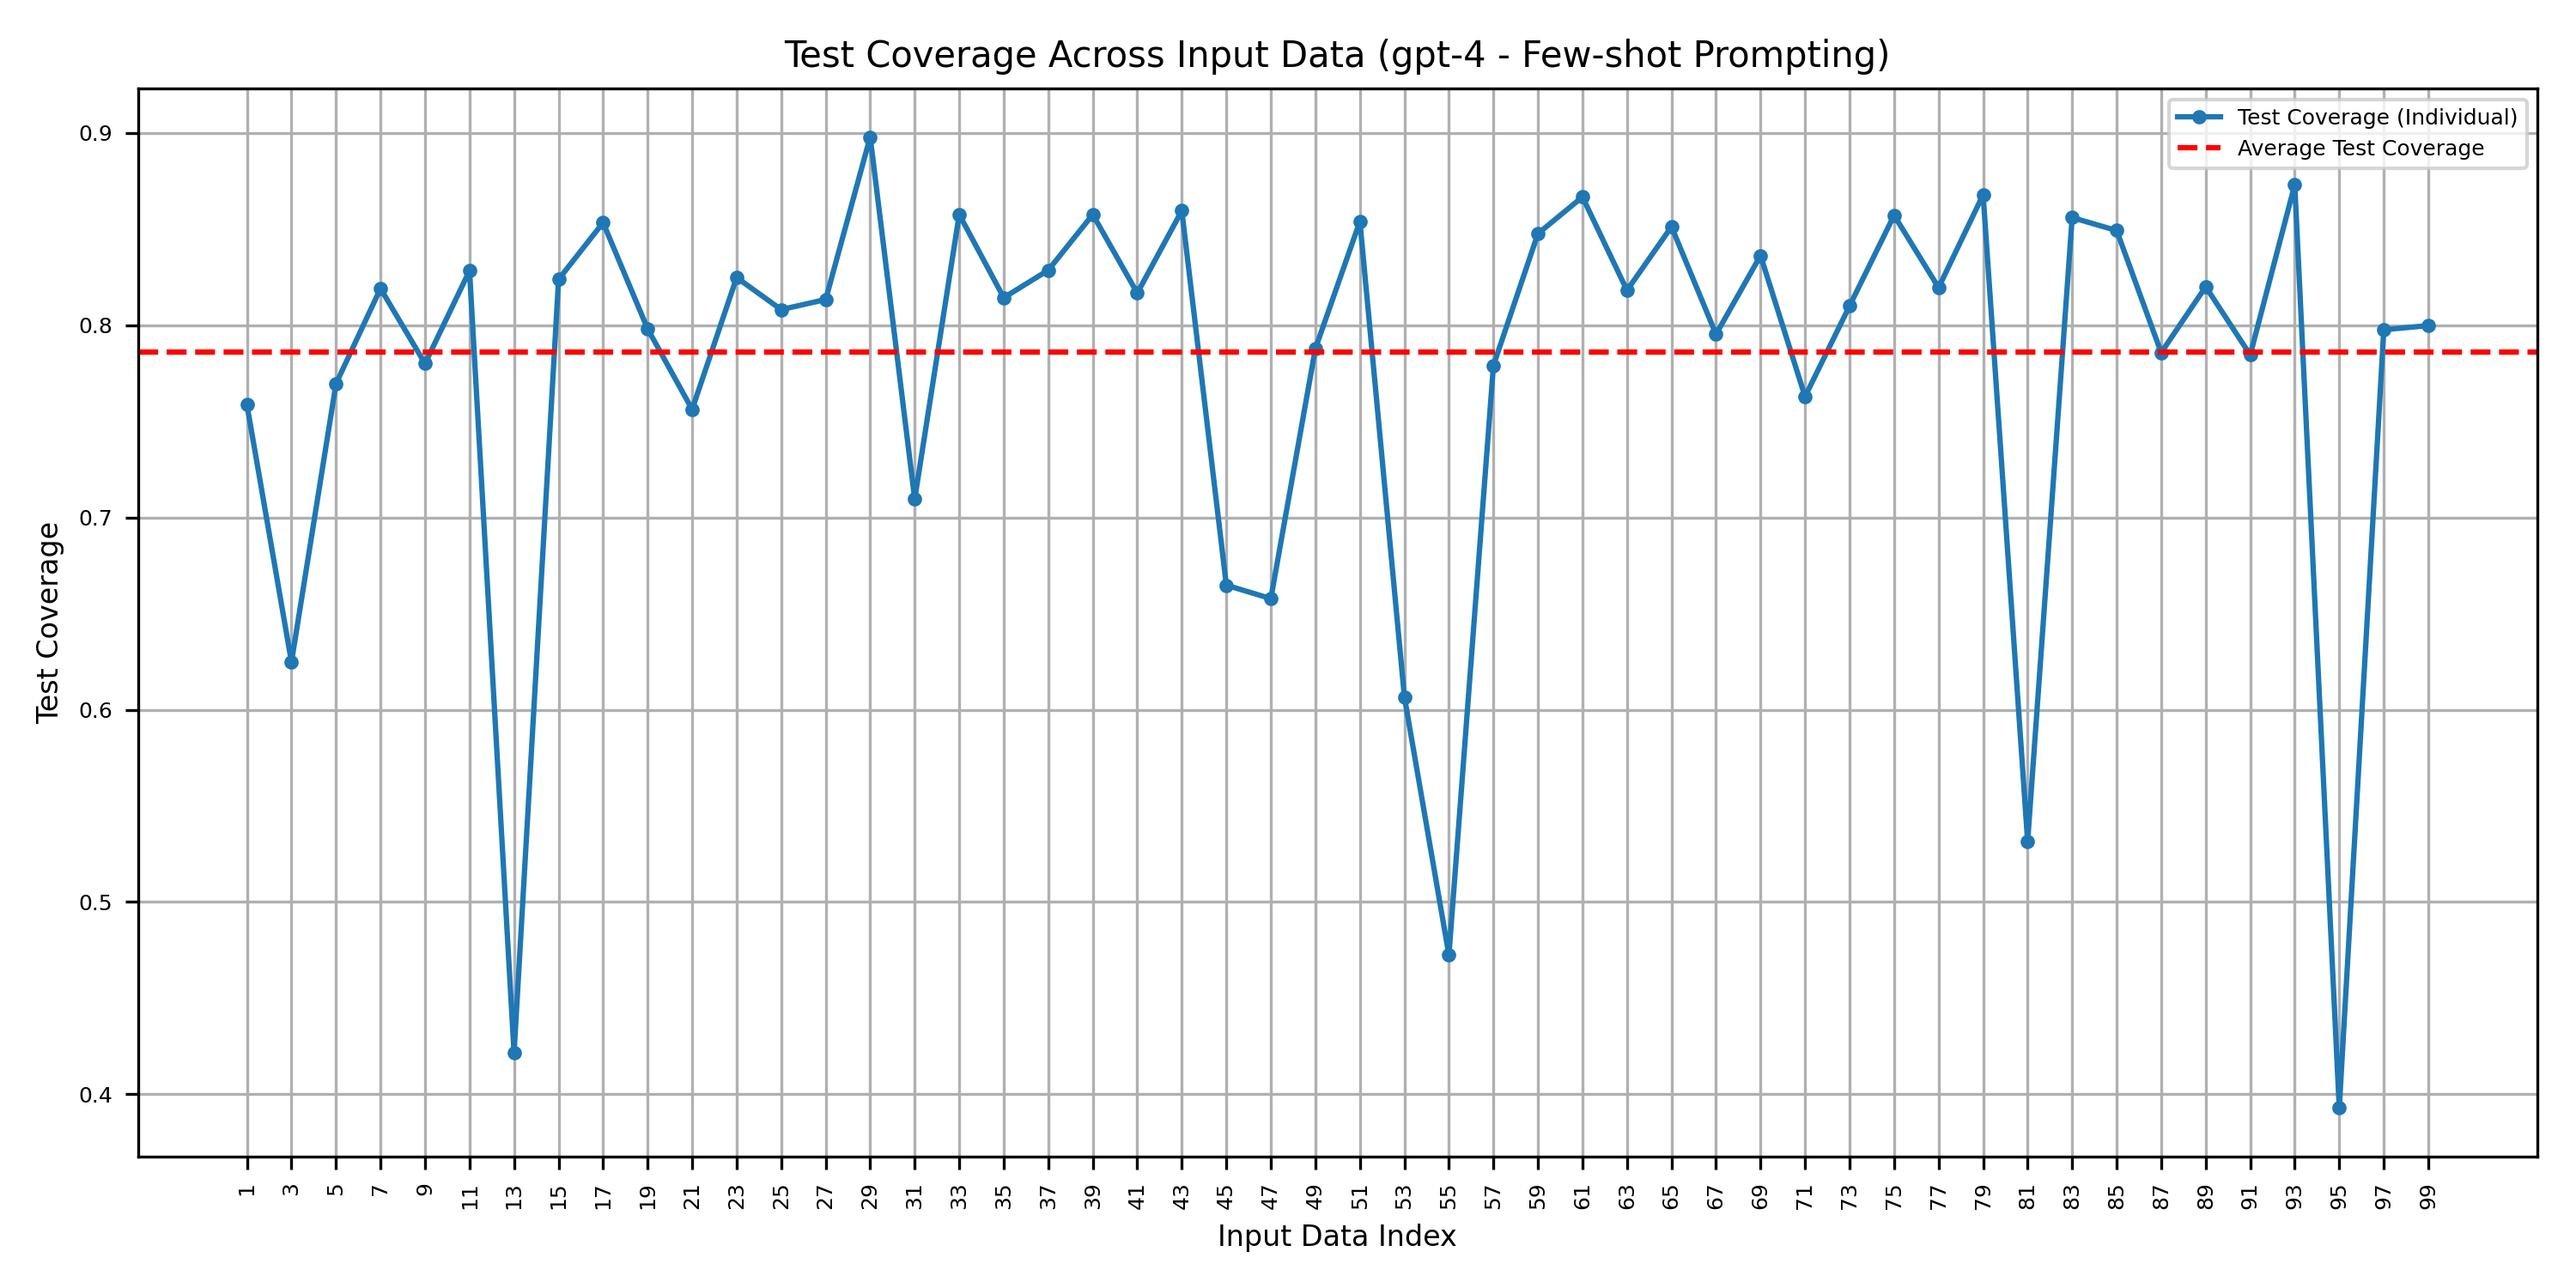 Test Coverage Across Input Data (gpt-4 - Few-shot Prompting)
Test Coverage (Individual)
Average Test Coverage
Test Coverage
0.9
0.8
0.7
0.6
0.5
0.4
1 3 5 7 9 11 13 15 17 19 21 23 25 27 29 31 33 35 37 39 41 43 45 47 49 51 53 55 57 59 61 63 65 67 69 71 73 75 77 79 81 83 85 87 89 91 93 95 97 99
Input Data Index